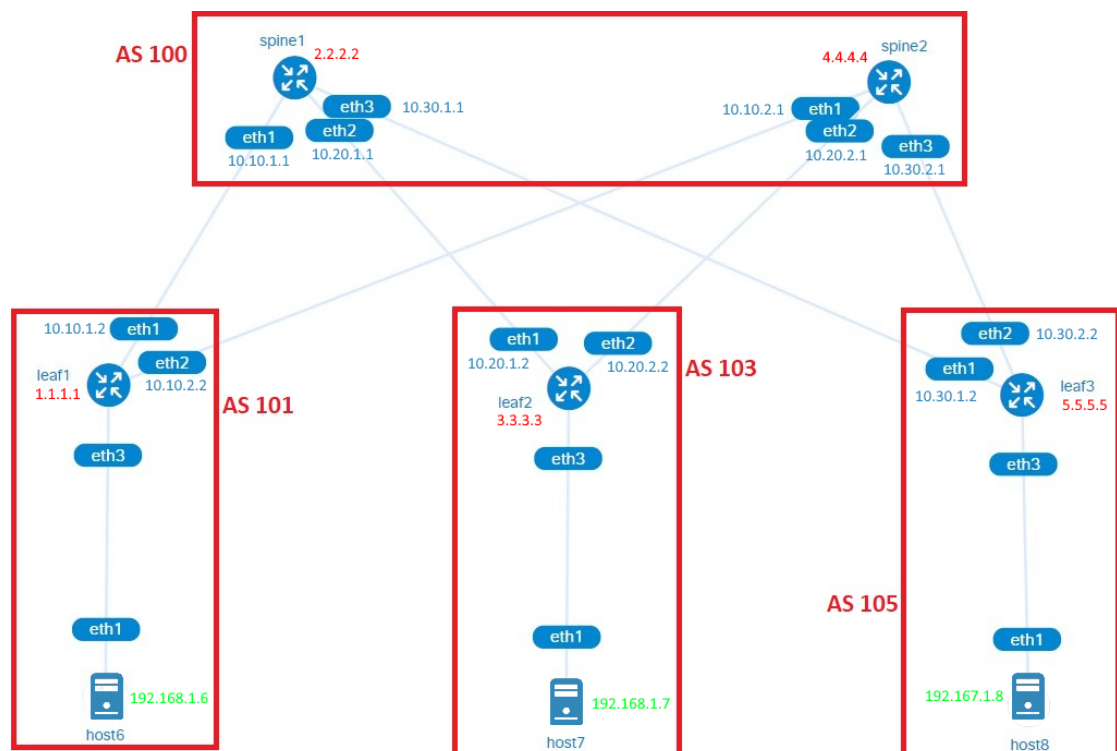 AS 100
spine1
2.2.2.2
spine2
4.4.4.4
eth3
10.30.1.1
eth1
eth2
10.10.1.1
10.20.1.1
10.10.2.1
eth1
eth2
10.20.2.1
eth3
10.30.2.1
10.10.1.2
eth1
eth2
10.10.2.2
leaf1
1.1.1.1
AS 101
eth3
eth1
192.168.1.6
host6
eth1
eth2
10.20.1.2
10.20.2.2
leaf2
3.3.3.3
AS 103
eth3
eth1
192.168.1.7
host7
eth2
10.30.2.2
eth1
10.30.1.2
leaf3
5.5.5.5
eth3
AS 105
eth1
192.167.1.8
host8